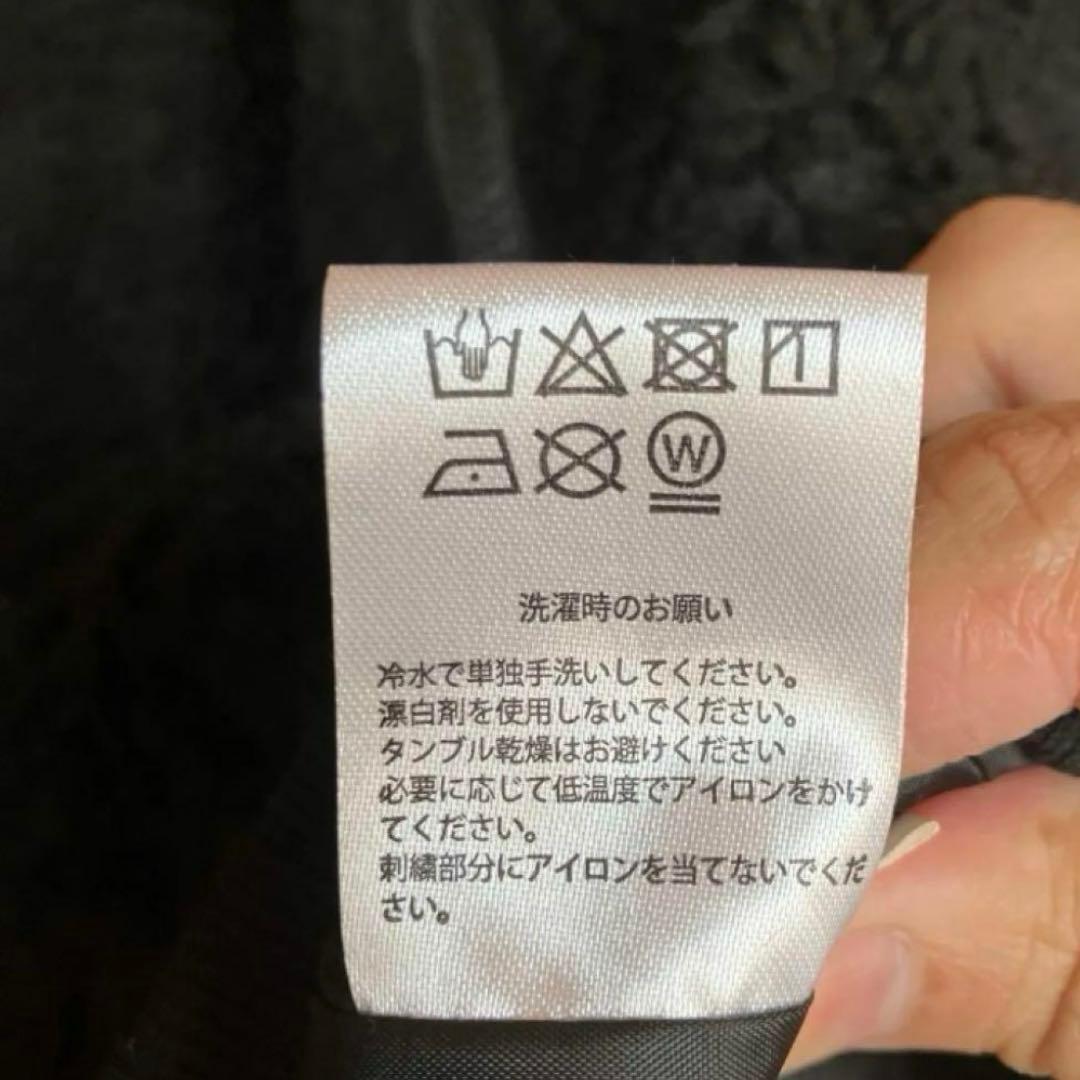 W
洗濯時のお願い
冷水で単独手洗いしてください。
漂白剤を使用しないでください。
タンブル乾燥はお避けください
必要に応じて低温度でアイロンをかけ
てください。
刺繍部分にアイロンを当てないでくだ
さい。